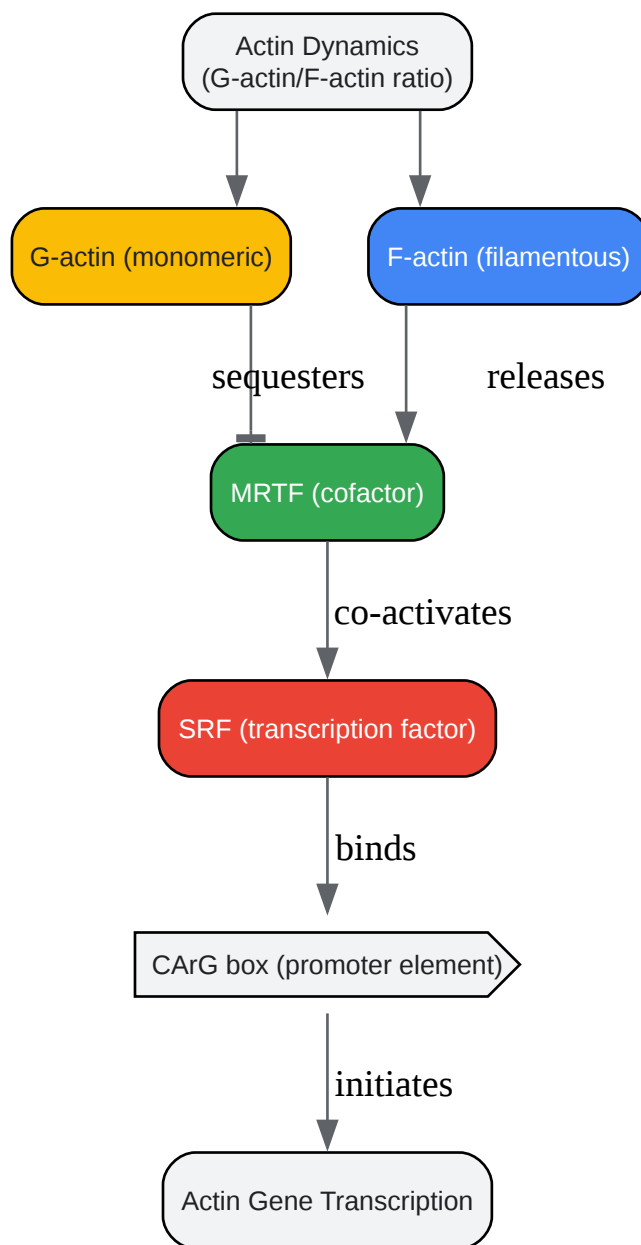 Actin Dynamics
(G-actin/F-actin ratio)
G-actin (monomeric)
F-actin (filamentous)
sequesters
releases
MRTF (cofactor)
co-activates
SRF (transcription factor)
binds
CArG box (promoter element)
initiates
Actin Gene Transcription